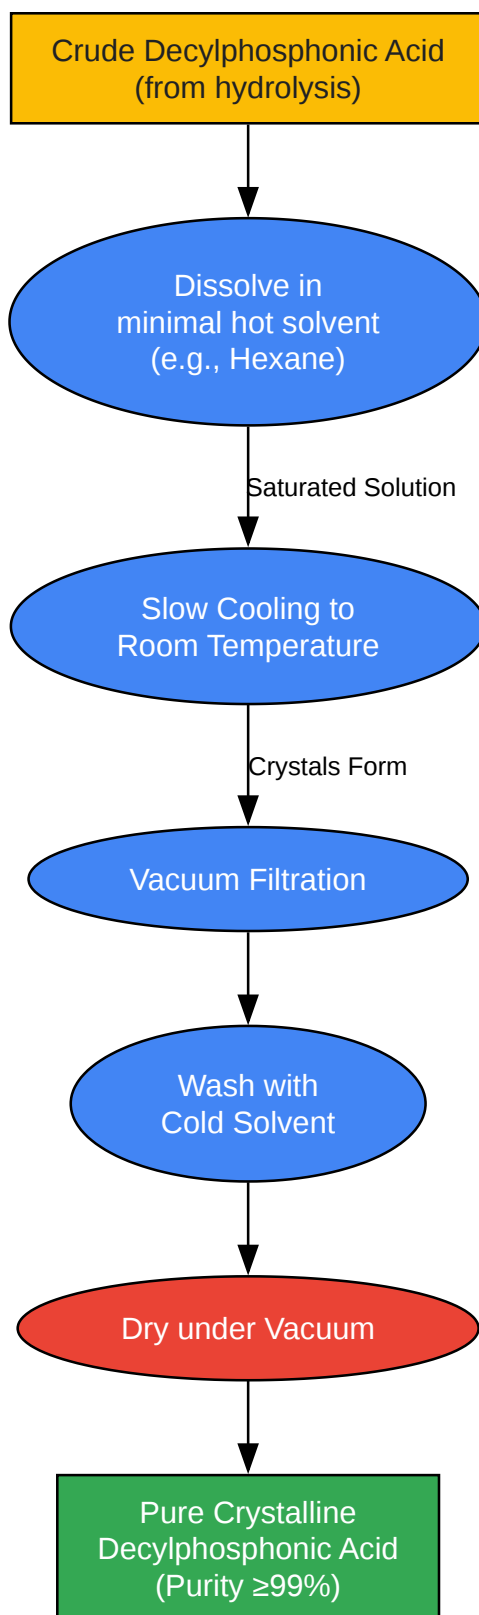 Crude Decylphosphonic Acid
(from hydrolysis)
Dissolve in
minimal hot solvent
(e.g., Hexane)
Saturated Solution
Slow Cooling to
Room Temperature
Crystals Form
Vacuum Filtration
Wash with
Cold Solvent
Dry under Vacuum
Pure Crystalline
Decylphosphonic Acid
(Purity ≥99%)